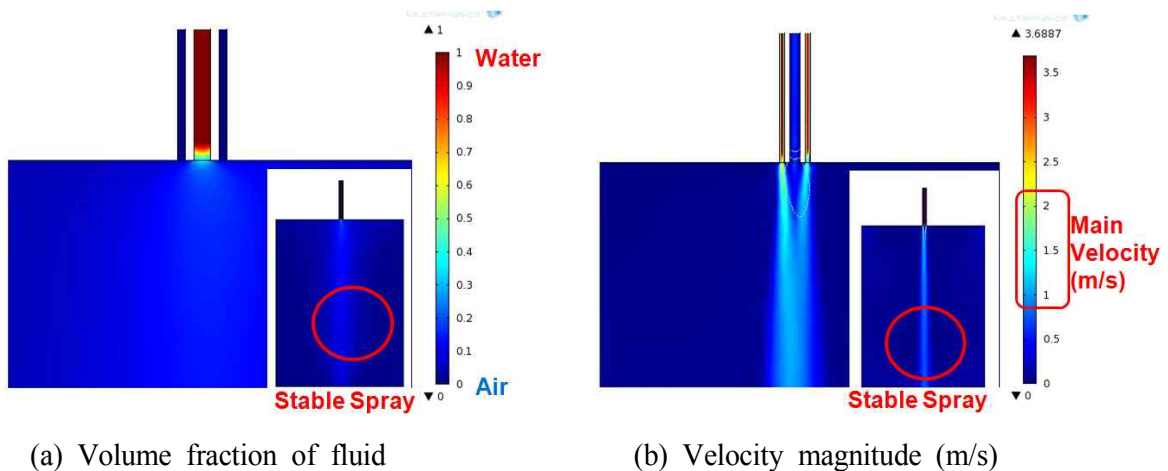 ▲ 1
1
0.9
0.8
0.7
0.6
0.5
0.4
0.3
0.2
0.1
0
▼ 0
Water
Air
Stable Spray
▲ 3.6887
3.5
3
2.5
2
1.5
1
0.5
0
▼ 0
Main
Velocity
(m/s)
Stable Spray
(a) Volume fraction of fluid
(b) Velocity magnitude (m/s)